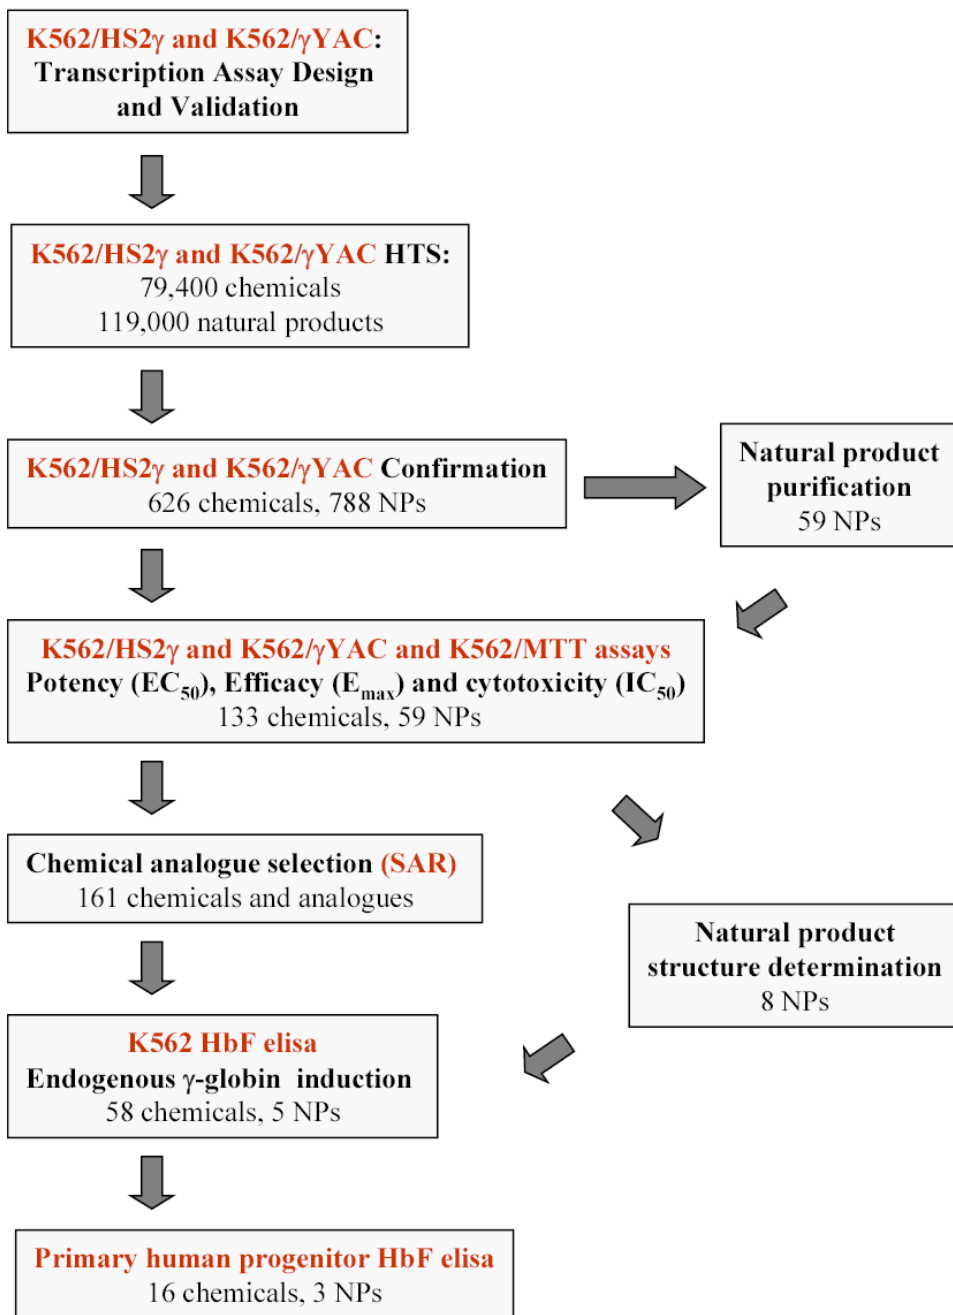 K562/HS2γ and K562/γYAC:
Transcription Assay Design
and Validation
K562/HS2γ and K562/γYAC HTS:
79,400 chemicals
119,000 natural products
K562/HS2γ and K562/γYAC Confirmation
626 chemicals, 788 NPs
Natural product
purification
59 NPs
K562/HS2γ and K562/γYAC and K562/MTT assays
Potency (EC50), Efficacy (Emax) and cytotoxicity (IC50)
133 chemicals, 59 NPs
Chemical analogue selection (SAR)
161 chemicals and analogues
Natural product
structure determination
8 NPs
K562 HbF elisa
Endogenous γ-globin induction
58 chemicals, 5 NPs
Primary human progenitor HbF elisa
16 chemicals, 3 NPs